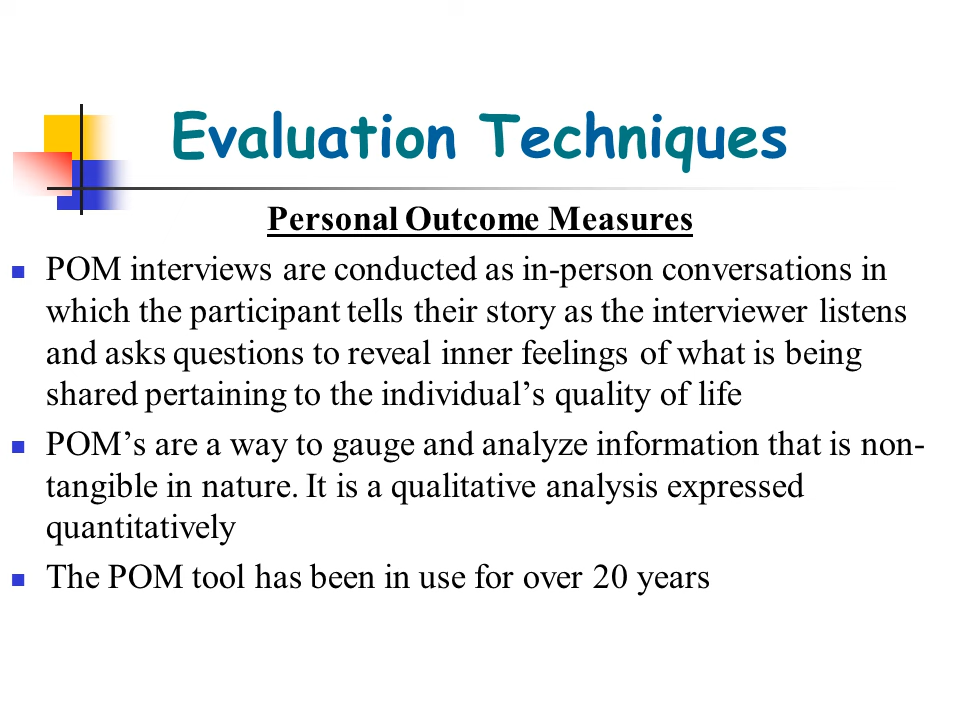 Evaluation Techniques
Personal Outcome Measures
POM interviews are conducted as in-person conversations in
which the participant tells their story as the interviewer listens
and asks questions to reveal inner feelings of what is being
shared pertaining to the individual’s quality of life
POM’s are a way to gauge and analyze information that is non-
tangible in nature. It is a qualitative analysis expressed
quantitatively
The POM tool has been in use for over 20 years